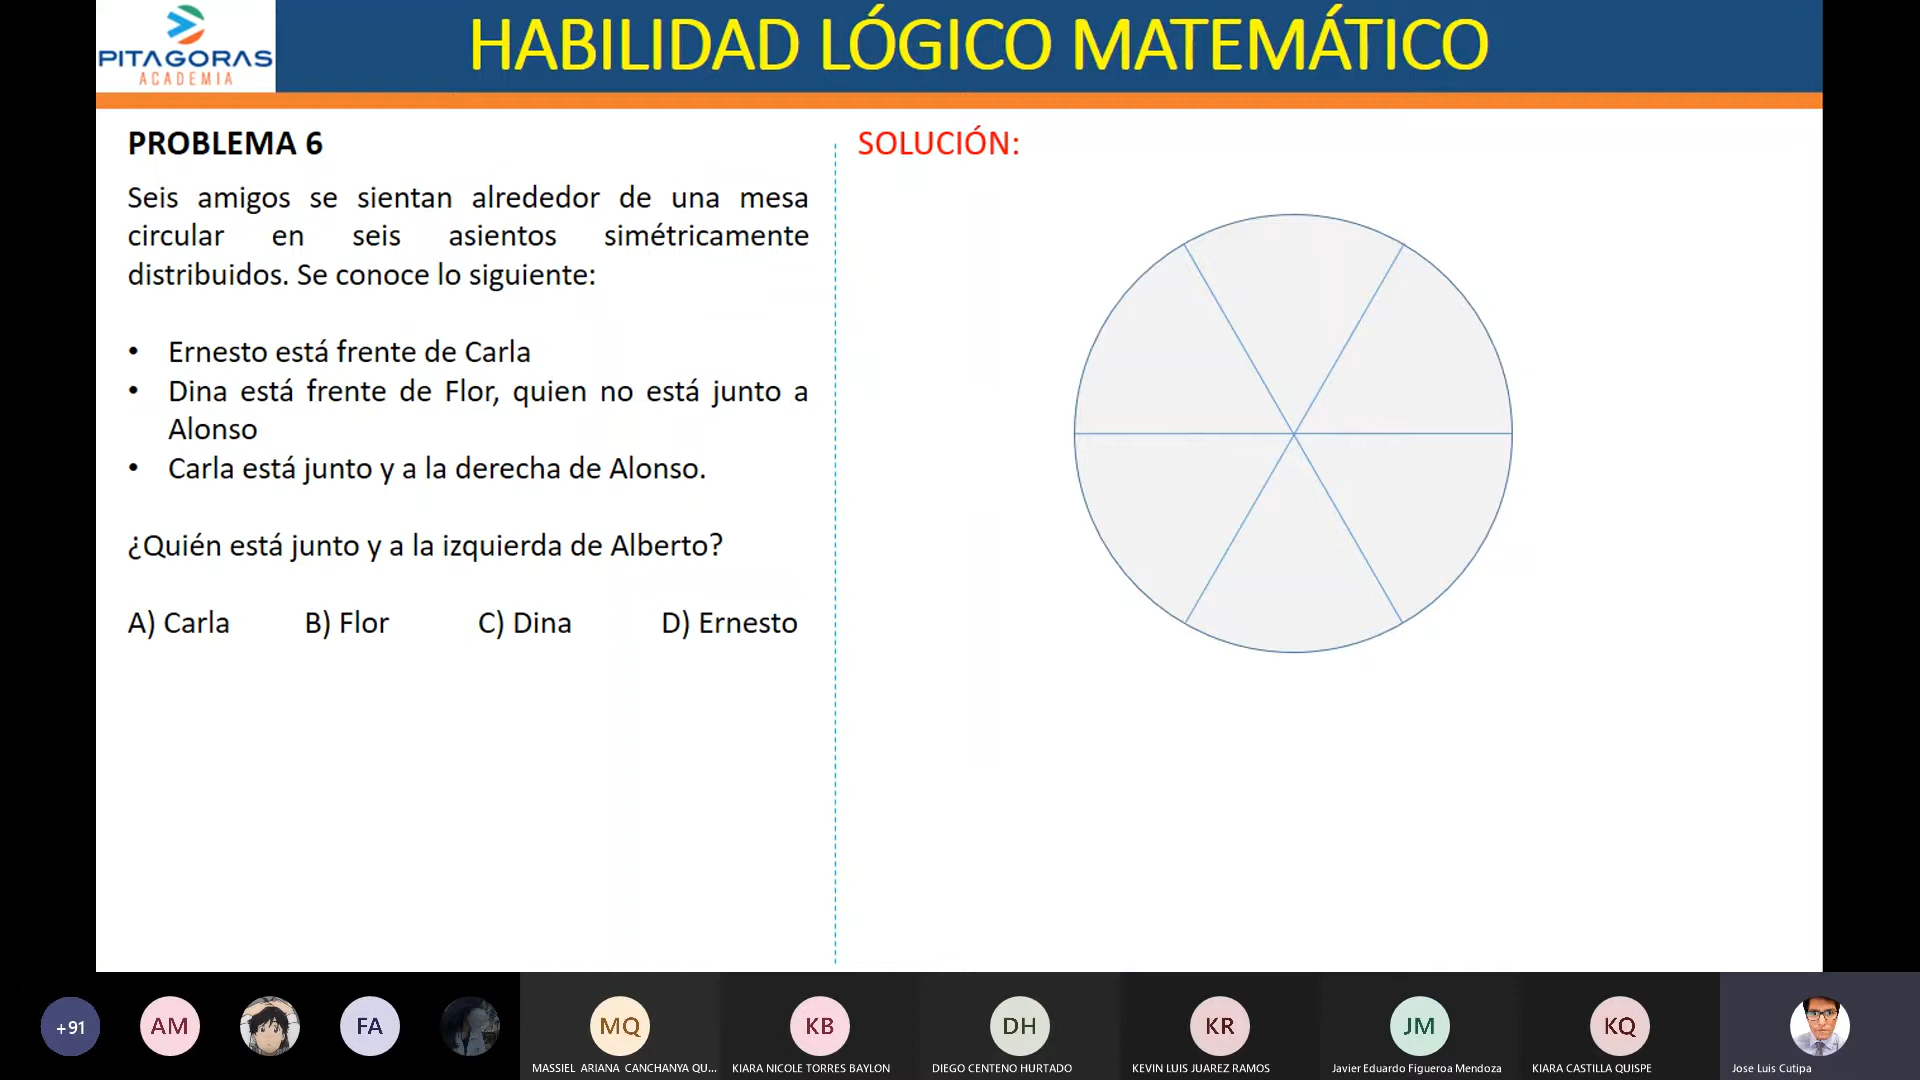 PITAGORAS
ACADEMIA
HABILIDAD LÓGICO MATEMÁTICO
PROBLEMA 6
Seis amigos se sientan alrededor de una mesa
circular en seis asientos simétricamente
distribuidos. Se conoce lo siguiente:
• Ernesto está frente de Carla
• Dina está frente de Flor, quien no está junto a
Alonso
• Carla está junto y a la derecha de Alonso.
¿Quién está junto y a la izquierda de Alberto?
A) Carla B) Flor C) Dina D) Ernesto
SOLUCIÓN:
+91 AM FA MQ KB DH KR JM KQ
MASSIEL ARIANA CANCHANYA QU... KIARA NICOLE TORRES BAYLON DIEGO CENTENO HURTADO KEVIN LUIS JUAREZ RAMOS Javier Eduardo Figueroa Mendoza KIARA CASTILLA QUISPE Jose Luis Cutipa